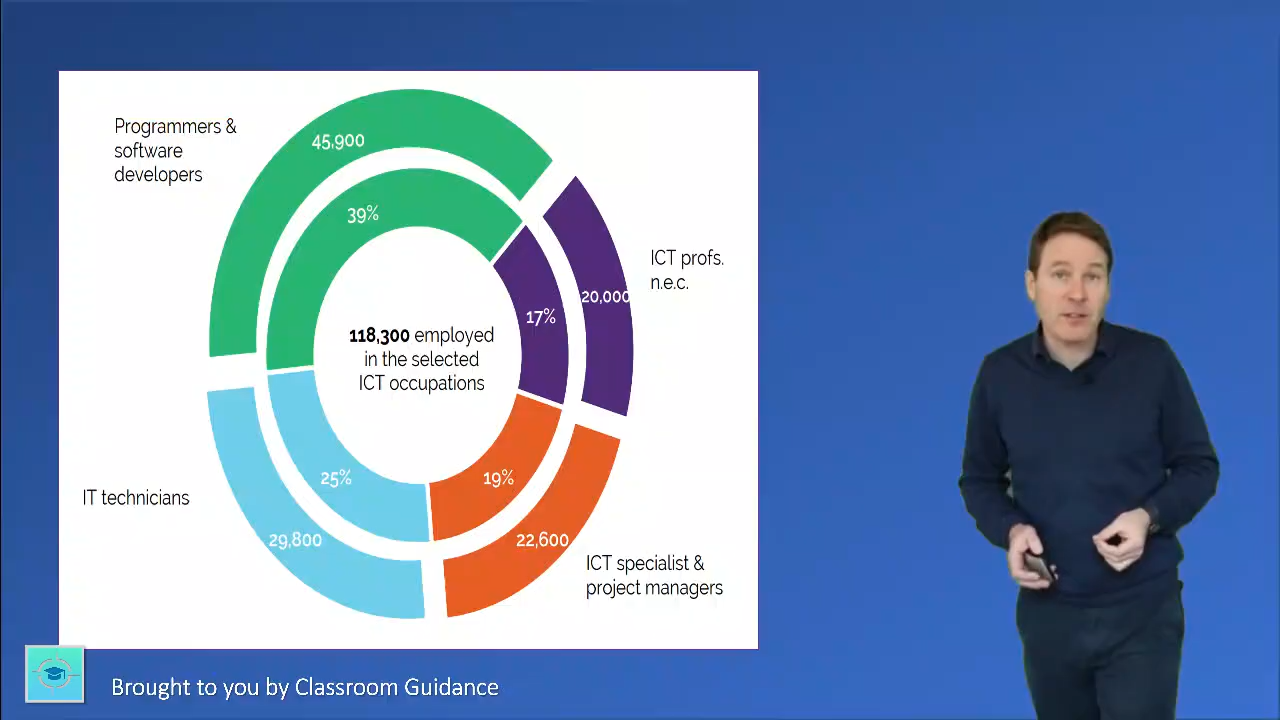 Programmers &
software
developers
45,900
39%
ICT profs.
n.e.c.
20,000
17%
118,300 employed
in the selected
ICT occupations
25%
19%
IT technicians
29,800
22,600
ICT specialist &
project managers
Brought to you by Classroom Guidance